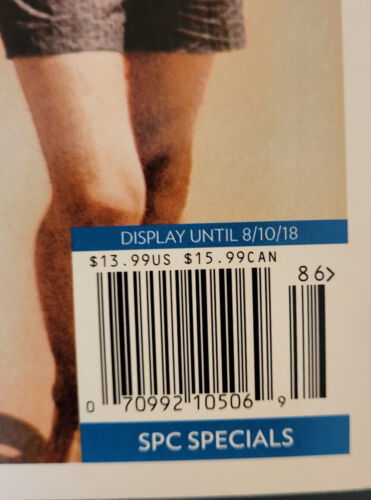 DISPLAY UNTIL 8/10/18
$13.99US $15.99CAN
86>
0 70992 10506 9
SPC SPECIALS